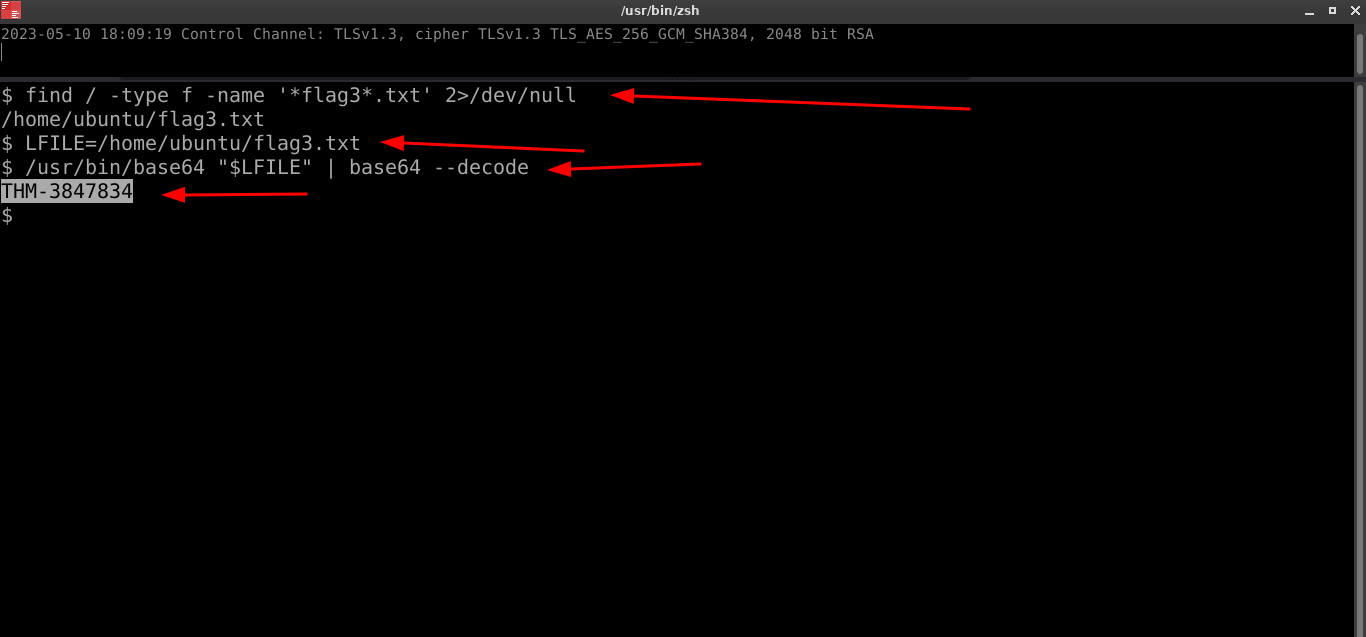 /usr/bin/zsh
2023-05-10 18:09:19 Control Channel: TLSv1.3, cipher TLSv1.3 TLS_AES_256_GCM_SHA384, 2048 bit RSA
$ find / -type f -name '*flag3*.txt' 2>/dev/null
/home/ubuntu/flag3.txt
$ LFILE=/home/ubuntu/flag3.txt
$ /usr/bin/base64 "$LFILE" | base64 --decode
THM-3847834
$